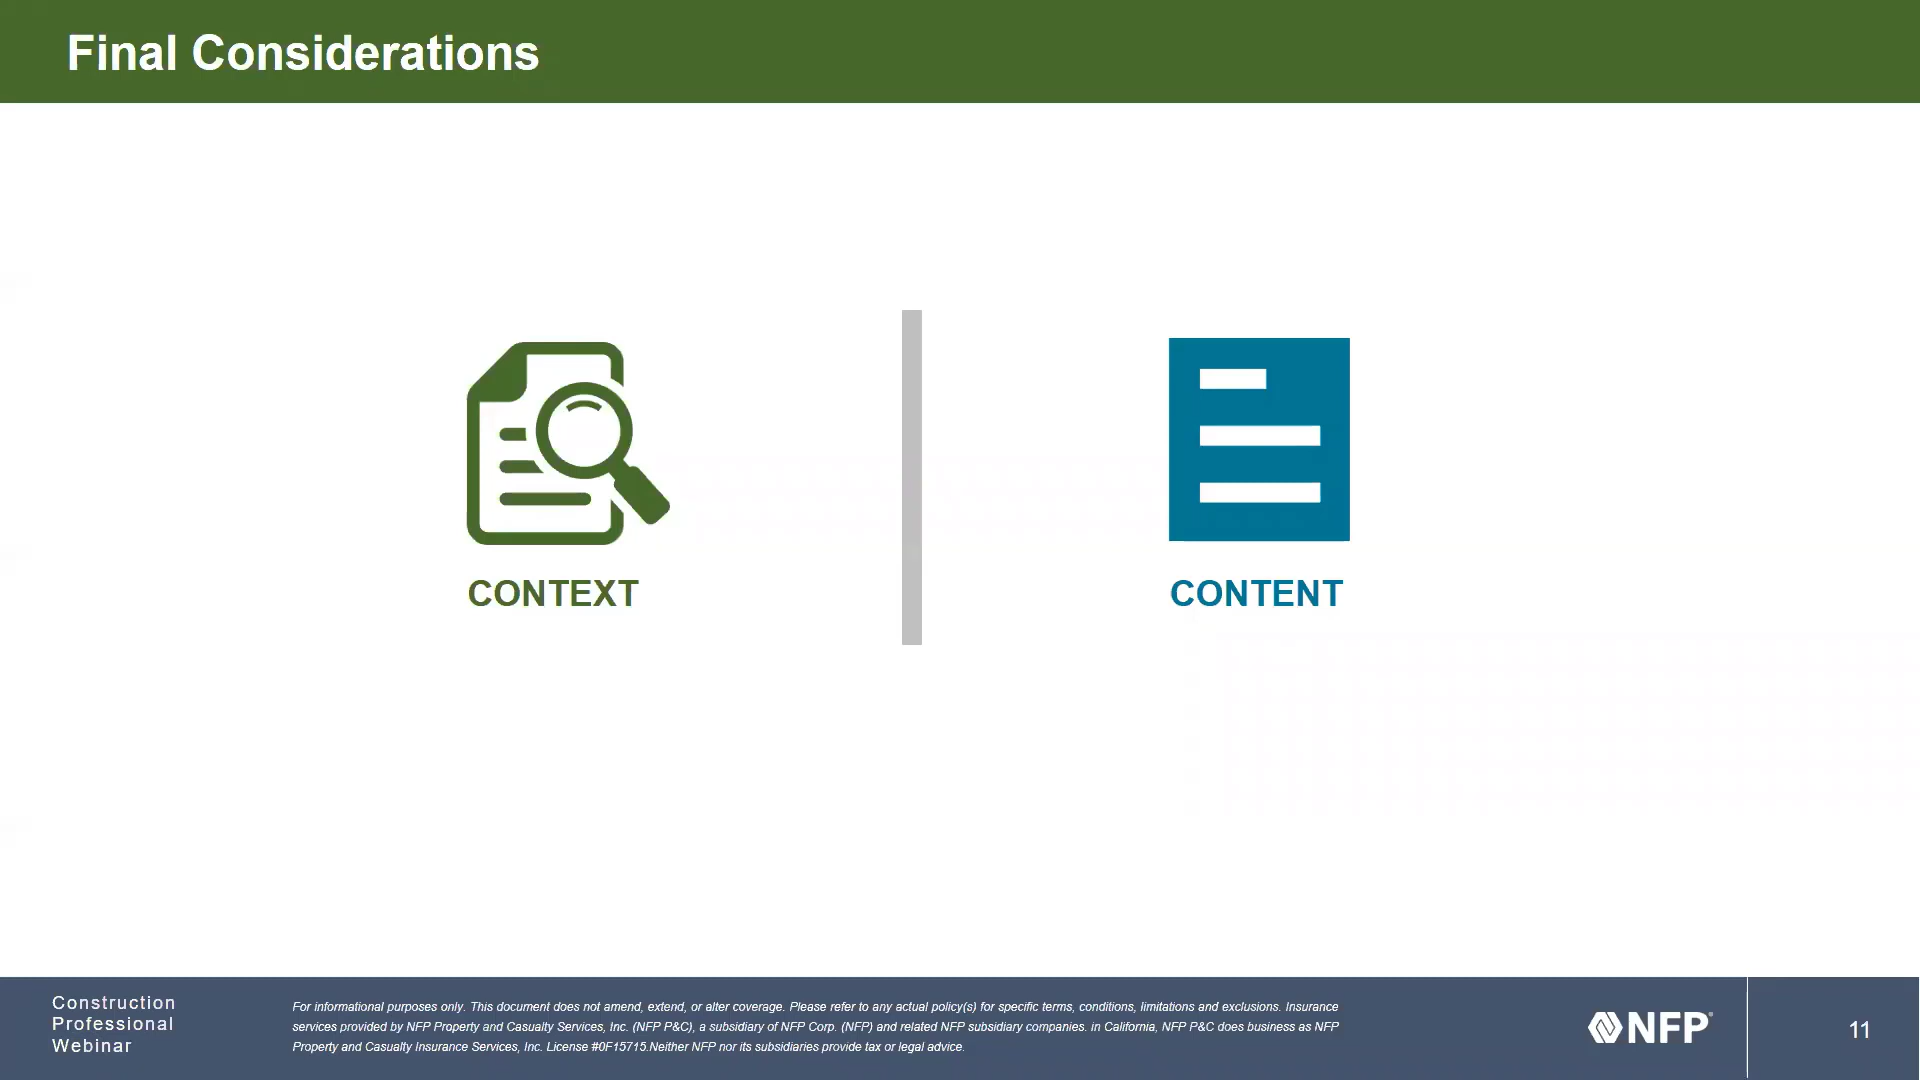 Final Considerations
CONTEXT
CONTENT
Construction
Professional
Webinar
For informational purposes only. This document does not amend, extend, or alter coverage. Please refer to any actual policy(s) for specific terms, conditions, limitations and exclusions. Insurance
services provided by NFP Property and Casualty Services, Inc. (NFP P&C), a subsidiary of NFP Corp. (NFP) and related NFP subsidiary companies. in California, NFP P&C does business as NFP
Property and Casualty Insurance Services, Inc. License #0F15715.Neither NFP nor its subsidiaries provide tax or legal advice.
NFP®
11